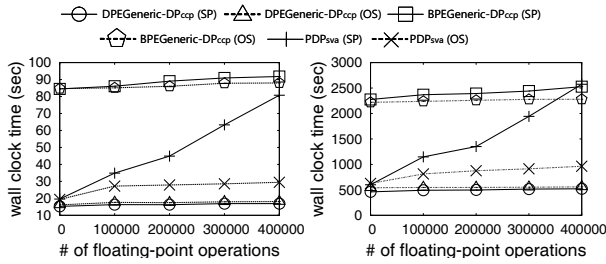 DPEGeneric-DPccp (SP)
DPEGeneric-DPccp (OS)
BPEGeneric-DPccp (SP)
BPEGeneric-DPccp (OS)
PDPsva (SP)
PDPsva (OS)
wall clock time (sec)
100
90
80
70
60
50
40
30
20
10
0 100000 200000 300000 400000
# of floating-point operations
wall clock time (sec)
3000
2500
2000
1500
1000
500
0
0 100000 200000 300000 400000
# of floating-point operations